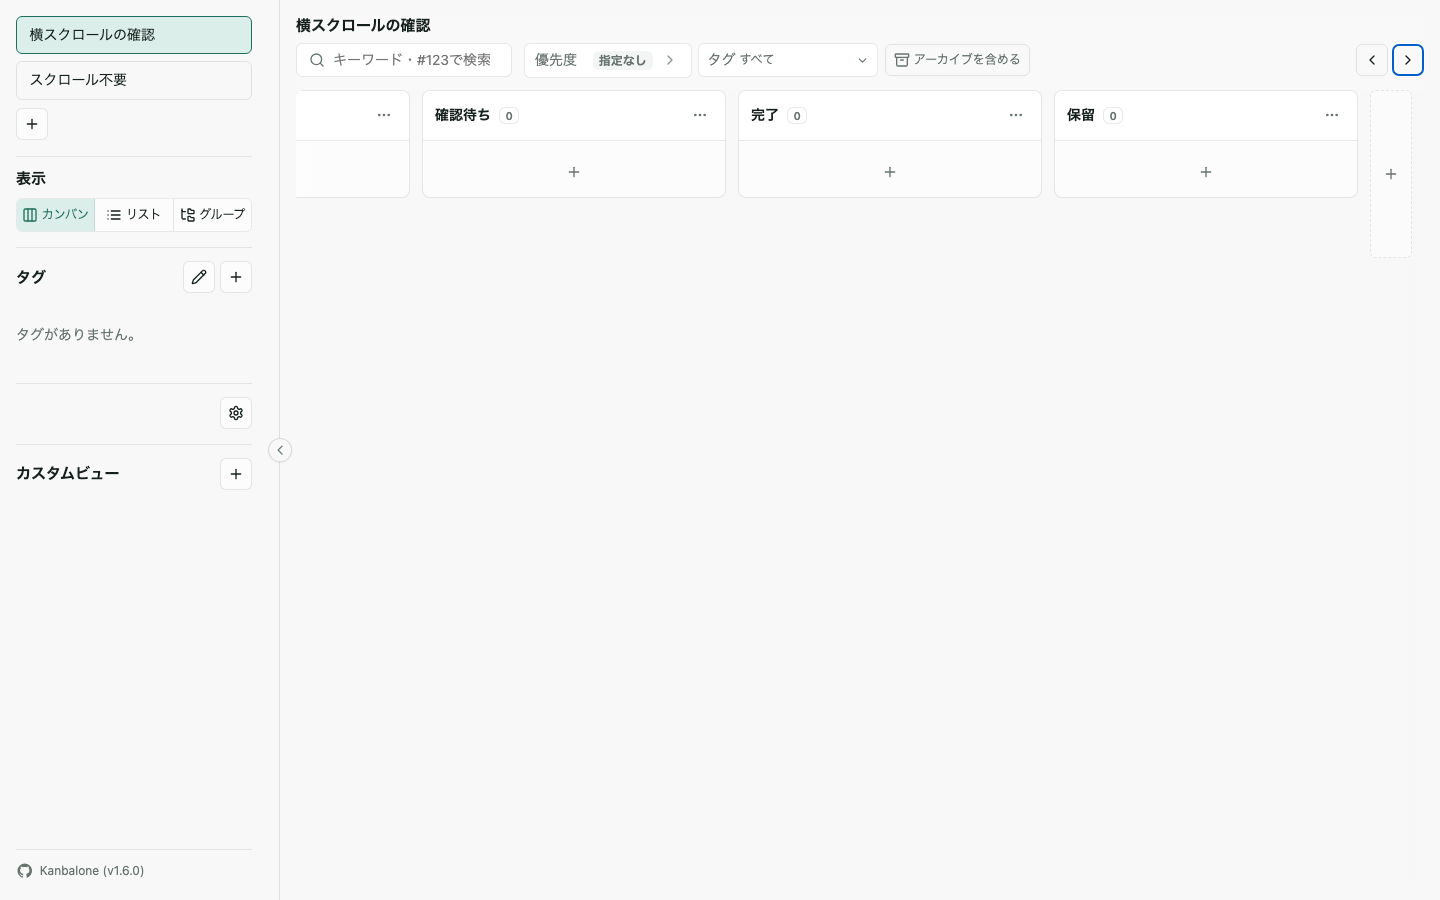 横スクロールの確認
スクロール不要
表示
カンバン リスト グループ
タグ
タグがありません。
カスタムビュー
Kanbalone (v1.6.0)
横スクロールの確認
キーワード・#123で検索 優先度 指定なし タグ すべて アーカイブを含める
確認待ち 0 完了 0 保留 0